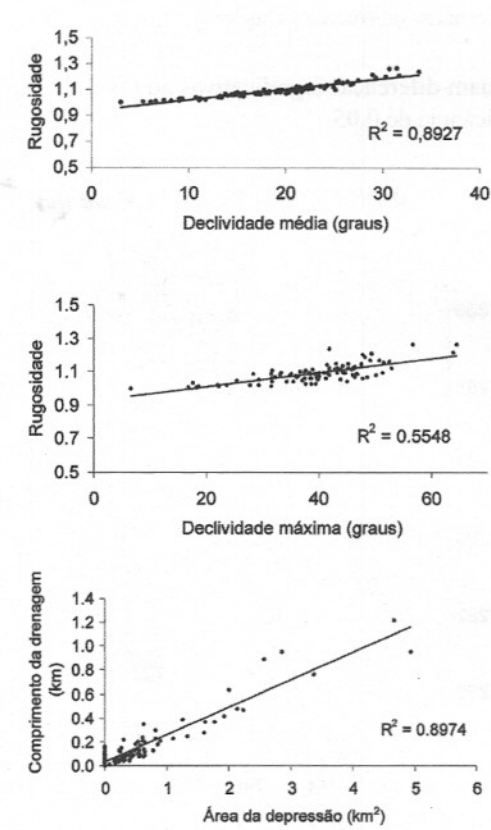 1,5
1,3
1,1
0,9
0,7
0,5
Rugosidade
R² = 0,8927
0 10 20 30 40
Declividade média (graus)
1.5
1.3
1.1
0.9
0.7
0.5
Rugosidade
R² = 0.5548
0 20 40 60
Declividade máxima (graus)
1.4
1.2
1.0
0.8
0.6
0.4
0.2
0.0
Comprimento da drenagem
(km)
R² = 0.8974
0 1 2 3 4 5 6
Área da depressão (km²)